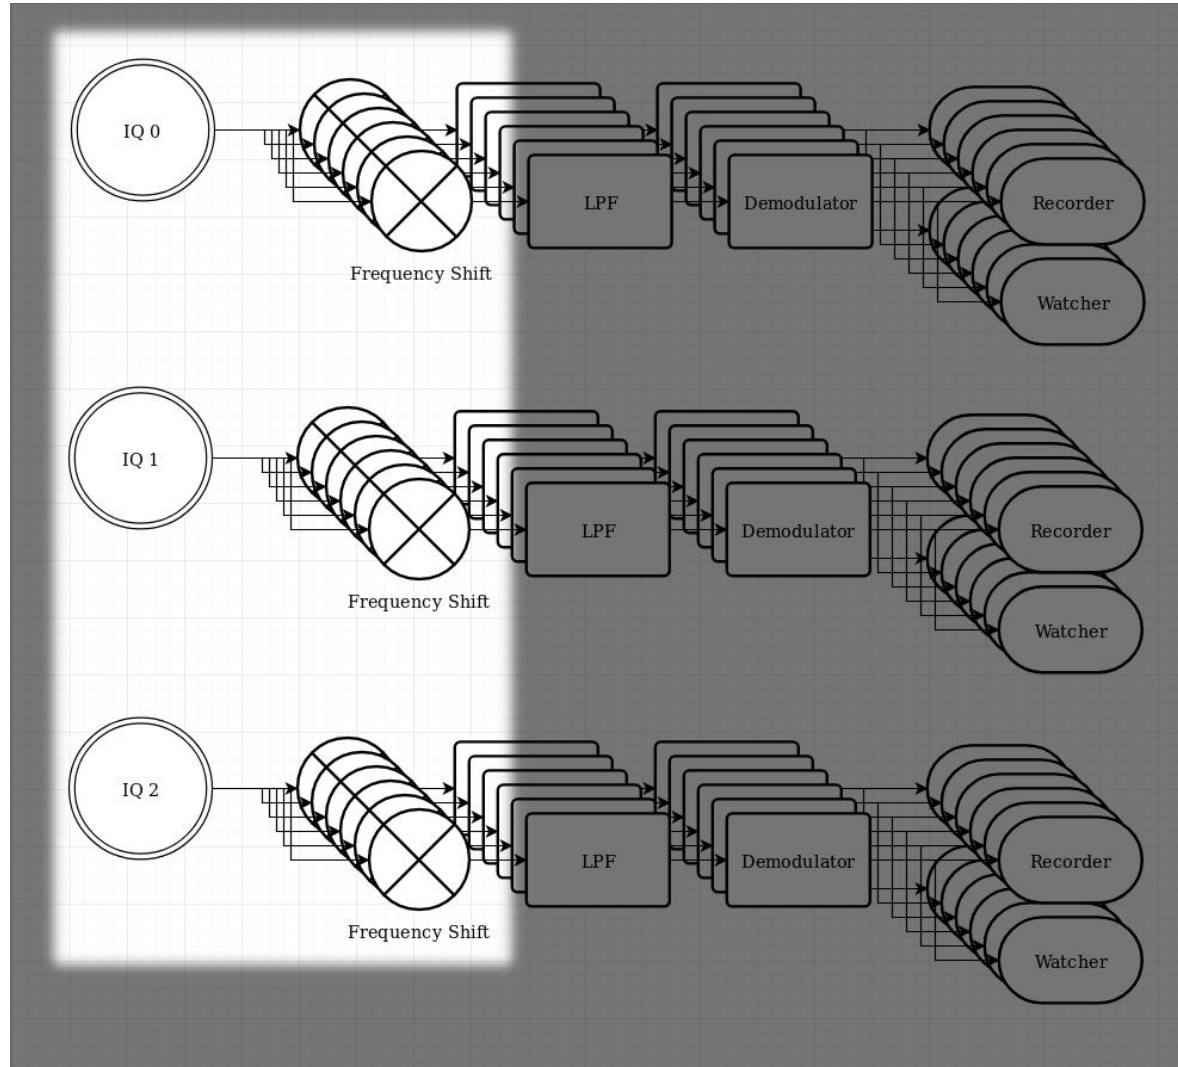 IQ 0
LPF
Demodulator
Recorder
Frequency Shift
Watcher
IQ 1
LPF
Demodulator
Recorder
Frequency Shift
Watcher
IQ 2
LPF
Demodulator
Recorder
Frequency Shift
Watcher